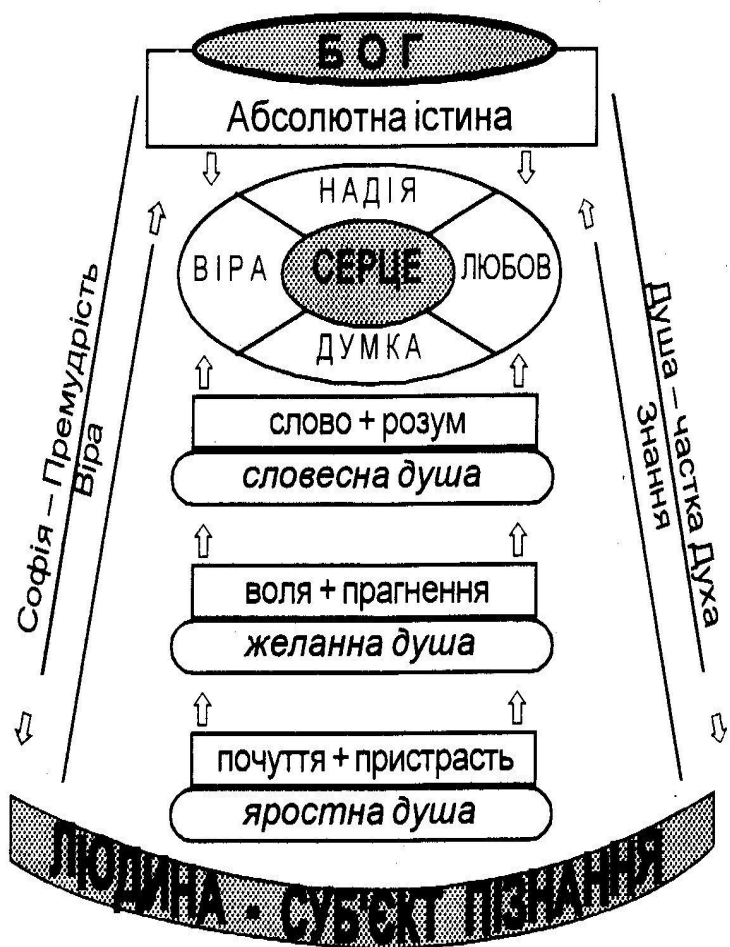 БОГ
Абсолютна істина
НАДІЯ
ВІРА
СЕРЦЕ
ЛЮБОВ
ДУМКА
Софія – Премудрість
Віра
Душа – частка Духа
Знання
слово + розум
словесна душа
воля + прагнення
желанна душа
почуття + пристрасть
яростна душа
ЛЮДИНА - СУБ'ЄКТ ПІЗНАННЯ